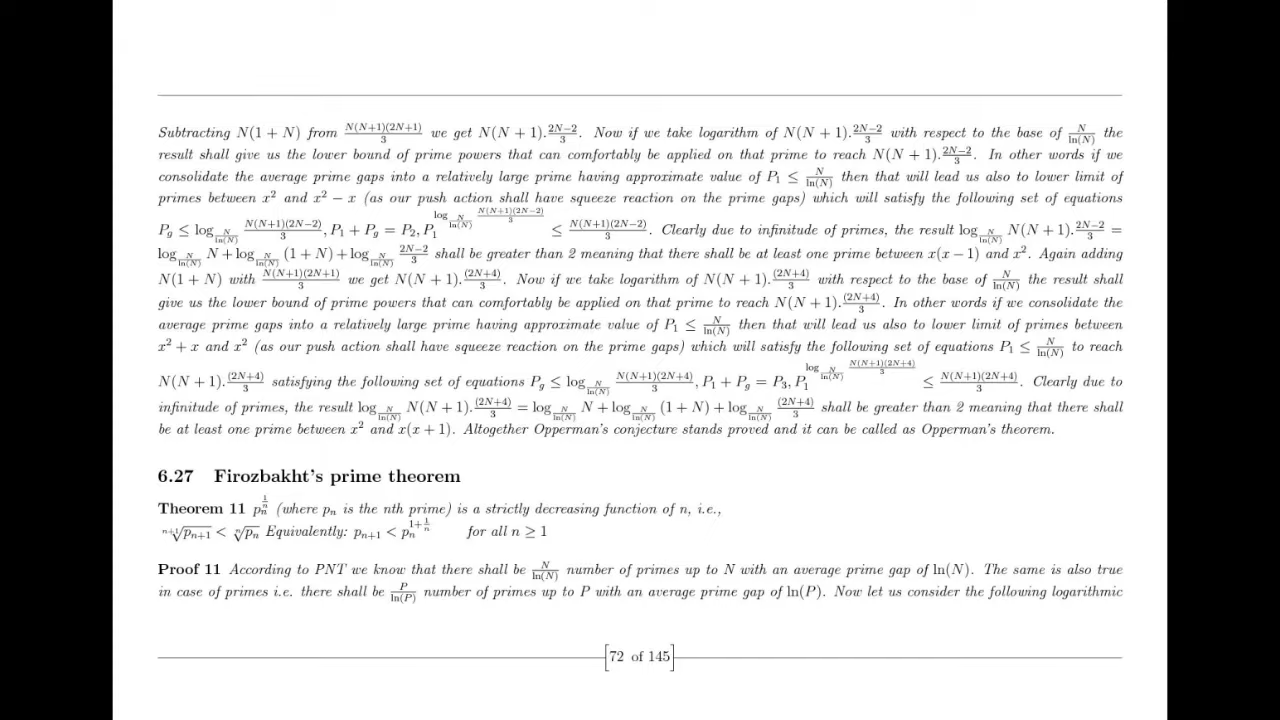 Subtracting N(1 + N) from N(N+1)(2N+1)/3 we get N(N + 1).2N−2/3. Now if we take logarithm of N(N + 1).2N−2/3 with respect to the base of N/ln(N) the
result shall give us the lower bound of prime powers that can comfortably be applied on that prime to reach N(N + 1).2N−2/3. In other words if we
consolidate the average prime gaps into a relatively large prime having approximate value of P₁ ≤ N/ln(N) then that will lead us also to lower limit of
primes between x² and x² − x (as our push action shall have squeeze reaction on the prime gaps) which will satisfy the following set of equations
P_g ≤ log_{N/ln(N)} N(N+1)(2N−2)/3, P₁ + P_g = P₂, P₁^{log_{N/ln(N)} N(N+1)(2N−2)/3} ≤ N(N+1)(2N−2)/3. Clearly due to infinitude of primes, the result log_{N/ln(N)} N(N + 1).2N−2/3 =
log_{N/ln(N)} N + log_{N/ln(N)} (1 + N) + log_{N/ln(N)} 2N−2/3 shall be greater than 2 meaning that there shall be at least one prime between x(x − 1) and x². Again adding
N(1 + N) with N(N+1)(2N+1)/3 we get N(N + 1).(2N+4)/3. Now if we take logarithm of N(N + 1).(2N+4)/3 with respect to the base of N/ln(N) the result shall
give us the lower bound of prime powers that can comfortably be applied on that prime to reach N(N + 1).(2N+4)/3. In other words if we consolidate the
average prime gaps into a relatively large prime having approximate value of P₁ ≤ N/ln(N) then that will lead us also to lower limit of primes between
x² + x and x² (as our push action shall have squeeze reaction on the prime gaps) which will satisfy the following set of equations P₁ ≤ N/ln(N) to reach
N(N + 1).(2N+4)/3 satisfying the following set of equations P_g ≤ log_{N/ln(N)} N(N+1)(2N+4)/3, P₁ + P_g = P₃, P₁^{log_{N/ln(N)} N(N+1)(2N+4)/3} ≤ N(N+1)(2N+4)/3. Clearly due to
infinitude of primes, the result log_{N/ln(N)} N(N + 1).(2N+4)/3 = log_{N/ln(N)} N + log_{N/ln(N)} (1 + N) + log_{N/ln(N)} (2N+4)/3 shall be greater than 2 meaning that there shall
be at least one prime between x² and x(x + 1). Altogether Opperman's conjecture stands proved and it can be called as Opperman's theorem.
6.27 Firozbakht's prime theorem
Theorem 11 p_n^{1/n} (where p_n is the nth prime) is a strictly decreasing function of n, i.e.,
ⁿ⁺¹√p_{n+1} < ⁿ√p_n Equivalently: p_{n+1} < p_n^{1+1/n} for all n ≥ 1
Proof 11 According to PNT we know that there shall be N/ln(N) number of primes up to N with an average prime gap of ln(N). The same is also true
in case of primes i.e. there shall be P/ln(P) number of primes up to P with an average prime gap of ln(P). Now let us consider the following logarithmic
72 of 145